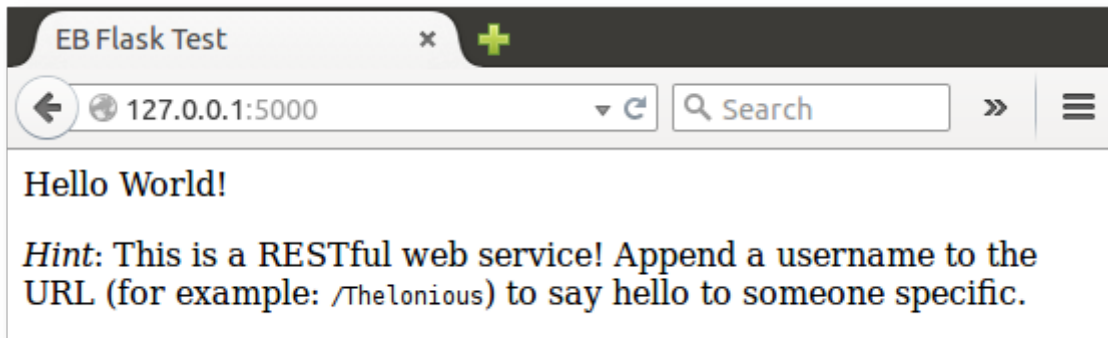 EB Flask Test
127.0.0.1:5000
Search
Hello World!
Hint: This is a RESTful web service! Append a username to the
URL (for example: /Thelonious) to say hello to someone specific.